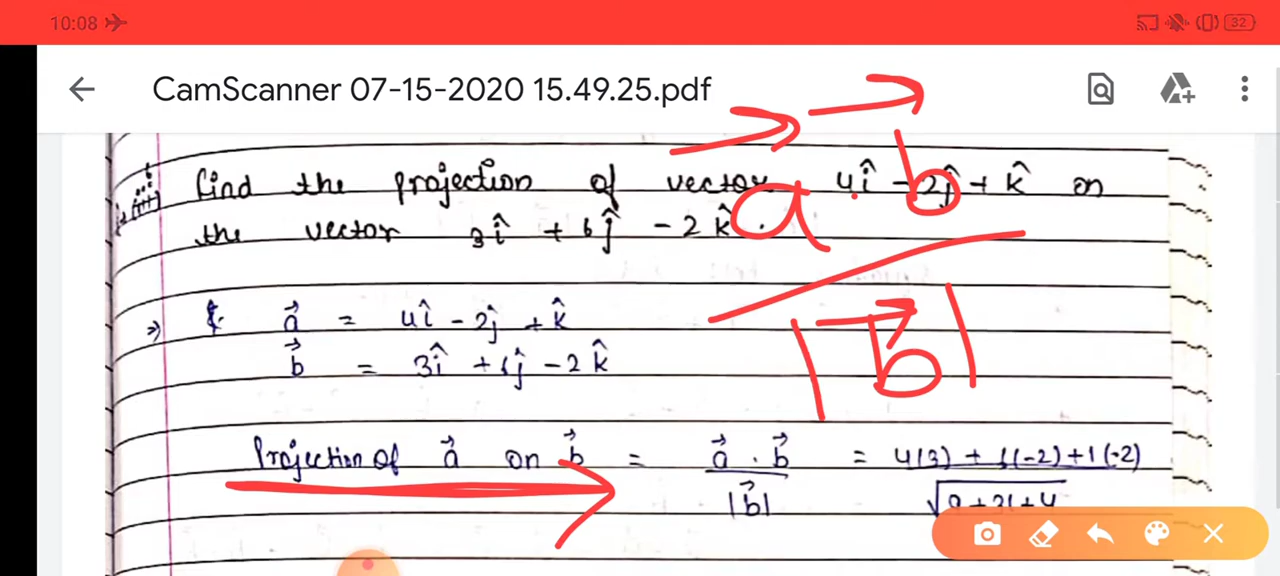 10:08
32
CamScanner 07-15-2020 15.49.25.pdf
find the projection of vector 4î - 2ĵ + k̂ on
the vector 3î + 6ĵ - 2k̂.
a⃗ . b⃗
|b⃗|
⇒ a⃗ = 4î - 2ĵ + k̂
b⃗ = 3î + 6ĵ - 2k̂
Projection of a⃗ on b⃗ = a⃗ . b⃗ / |b⃗| = 4(3) + 6(-2) + 1(-2) / √